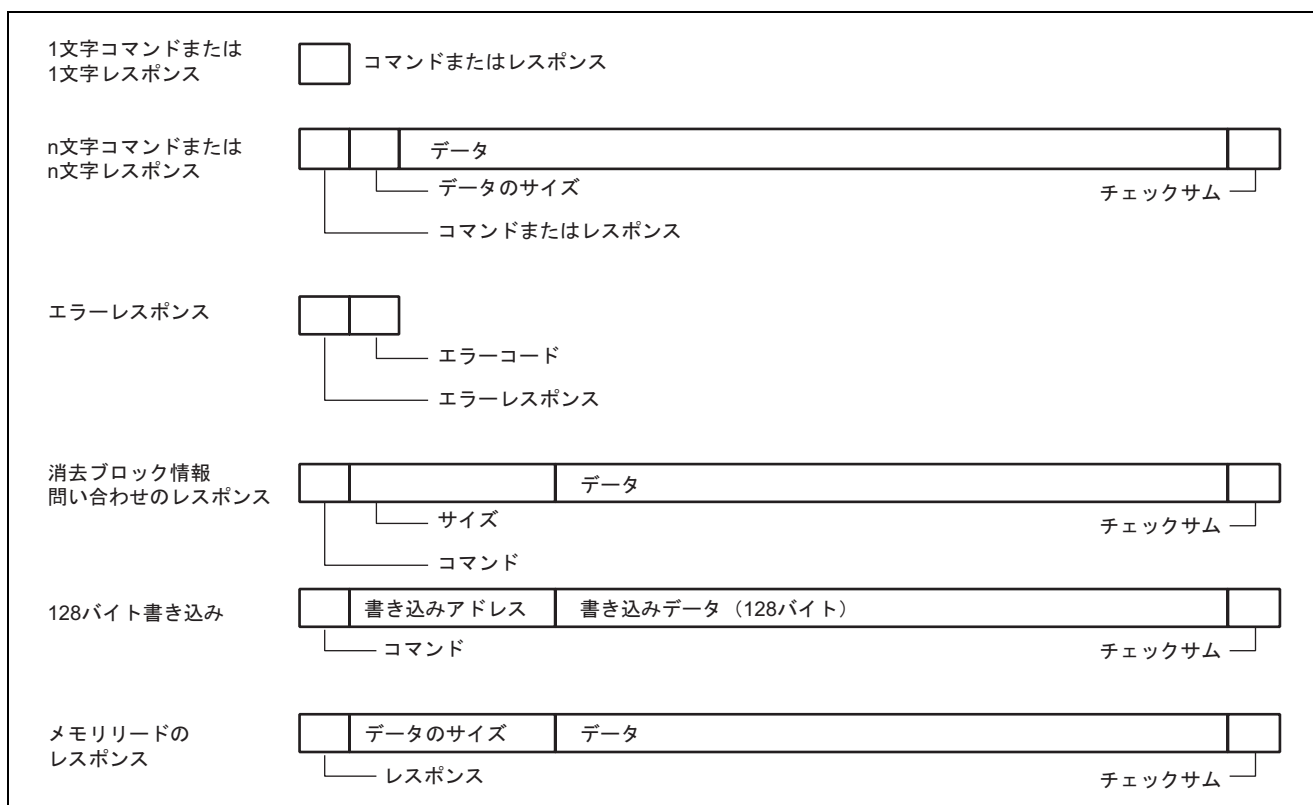 1文字コマンドまたは
1文字レスポンス
コマンドまたはレスポンス
n文字コマンドまたは
n文字レスポンス
データ
データのサイズ
チェックサム
コマンドまたはレスポンス
エラーレスポンス
エラーコード
エラーレスポンス
消去ブロック情報
問い合わせのレスポンス
データ
サイズ
チェックサム
コマンド
128バイト書き込み
書き込みアドレス
書き込みデータ（128バイト）
コマンド
チェックサム
メモリリードの
レスポンス
データのサイズ
データ
レスポンス
チェックサム